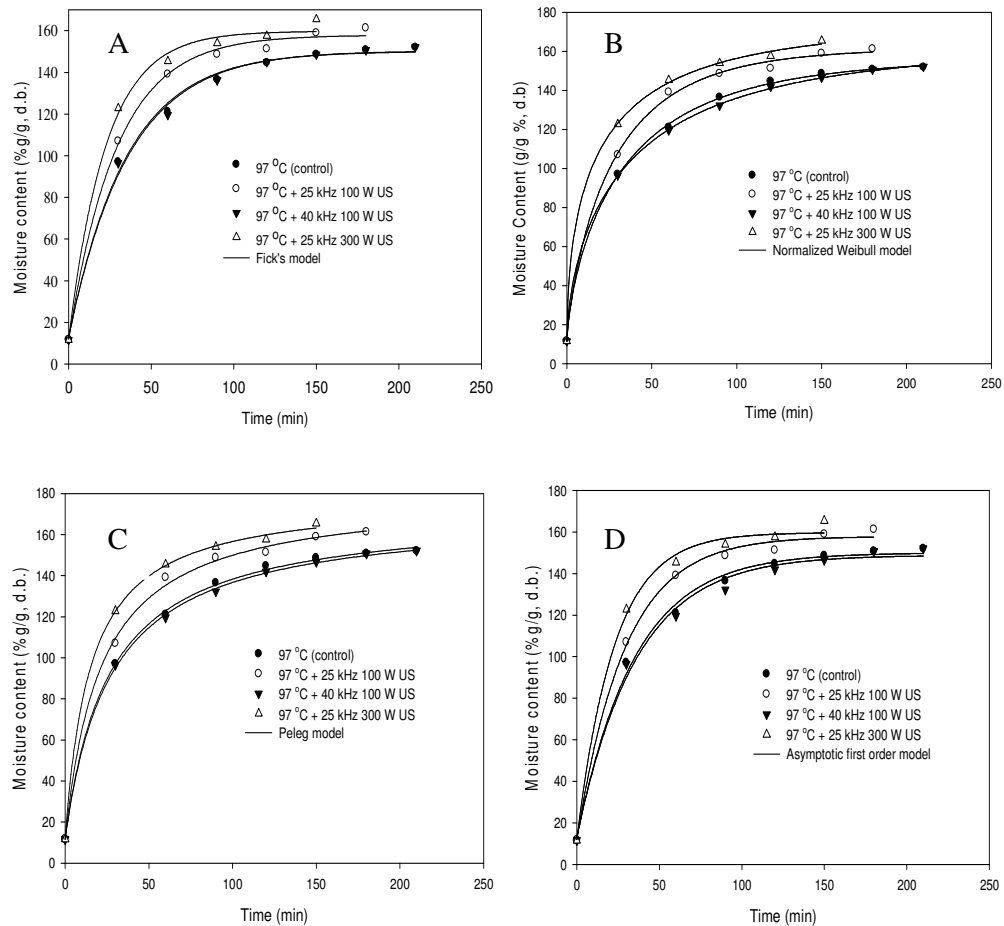 A
Moisture content (%g/g, d.b.)
160
140
120
100
80
60
40
20
0
97 °C (control)
97 °C + 25 kHz 100 W US
97 °C + 40 kHz 100 W US
97 °C + 25 kHz 300 W US
Fick's model
0 50 100 150 200 250
Time (min)
B
Moisture Content (g/g %, d.b)
180
160
140
120
100
80
60
40
20
0
97 °C (control)
97 °C + 25 kHz 100 W US
97 °C + 40 kHz 100 W US
97 °C + 25 kHz 300 W US
Normalized Weibull model
0 50 100 150 200 250
Time (min)
C
Moisture content (%g/g, d.b.)
180
160
140
120
100
80
60
40
20
0
97 °C (control)
97 °C + 25 kHz 100 W US
97 °C + 40 kHz 100 W US
97 °C + 25 kHz 300 W US
Peleg model
0 50 100 150 200 250
Time (min)
D
Moisture content (%g/g, d.b.)
180
160
140
120
100
80
60
40
20
0
97 °C (control)
97 °C + 25 kHz 100 W US
97 °C + 40 kHz 100 W US
97 °C + 25 kHz 300 W US
Asymptotic first order model
0 50 100 150 200 250
Time (min)